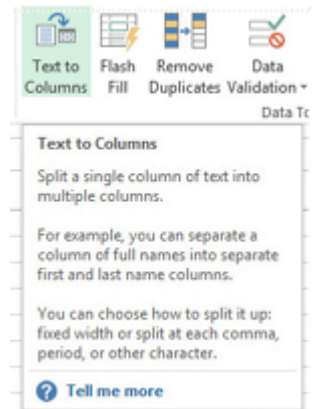 Text to Flash Remove Data
Columns Fill Duplicates Validation
Data To
Text to Columns
Split a single column of text into
multiple columns.
For example, you can separate a
column of full names into separate
first and last name columns.
You can choose how to split it up:
fixed width or split at each comma,
period, or other character.
Tell me more